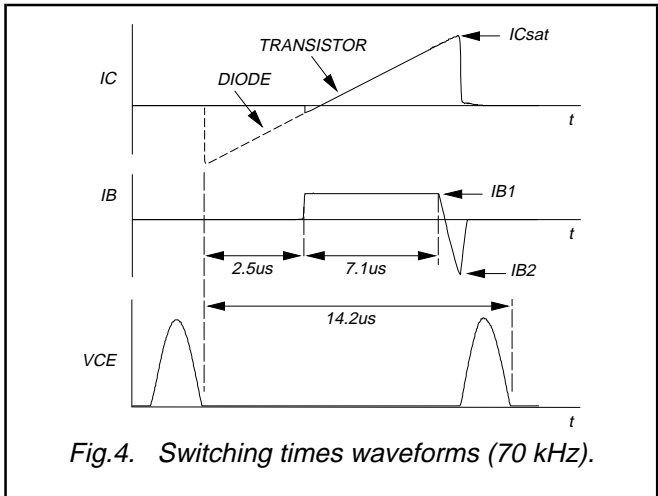 ICsat
TRANSISTOR
IC
DIODE
t
IB
IB1
t
2.5us
7.1us
IB2
14.2us
VCE
t
Fig.4. Switching times waveforms (70 kHz).